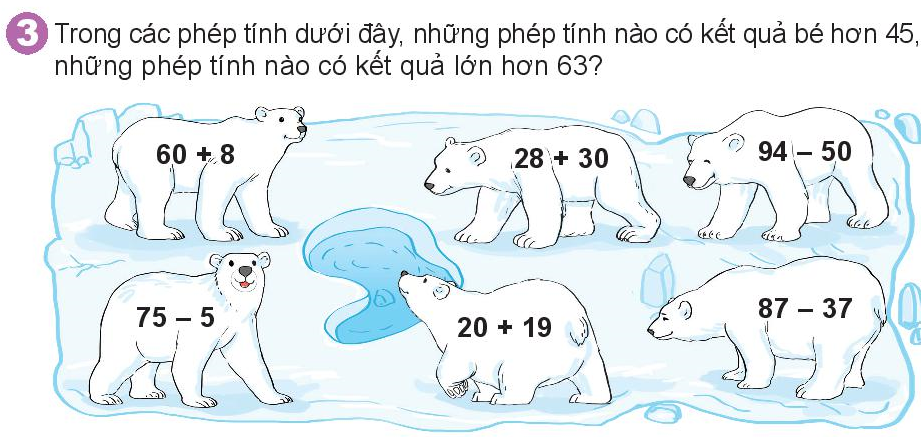 3 Trong các phép tính dưới đây, những phép tính nào có kết quả bé hơn 45,
những phép tính nào có kết quả lớn hơn 63?
60 + 8
28 + 30
94 – 50
75 – 5
20 + 19
87 – 37